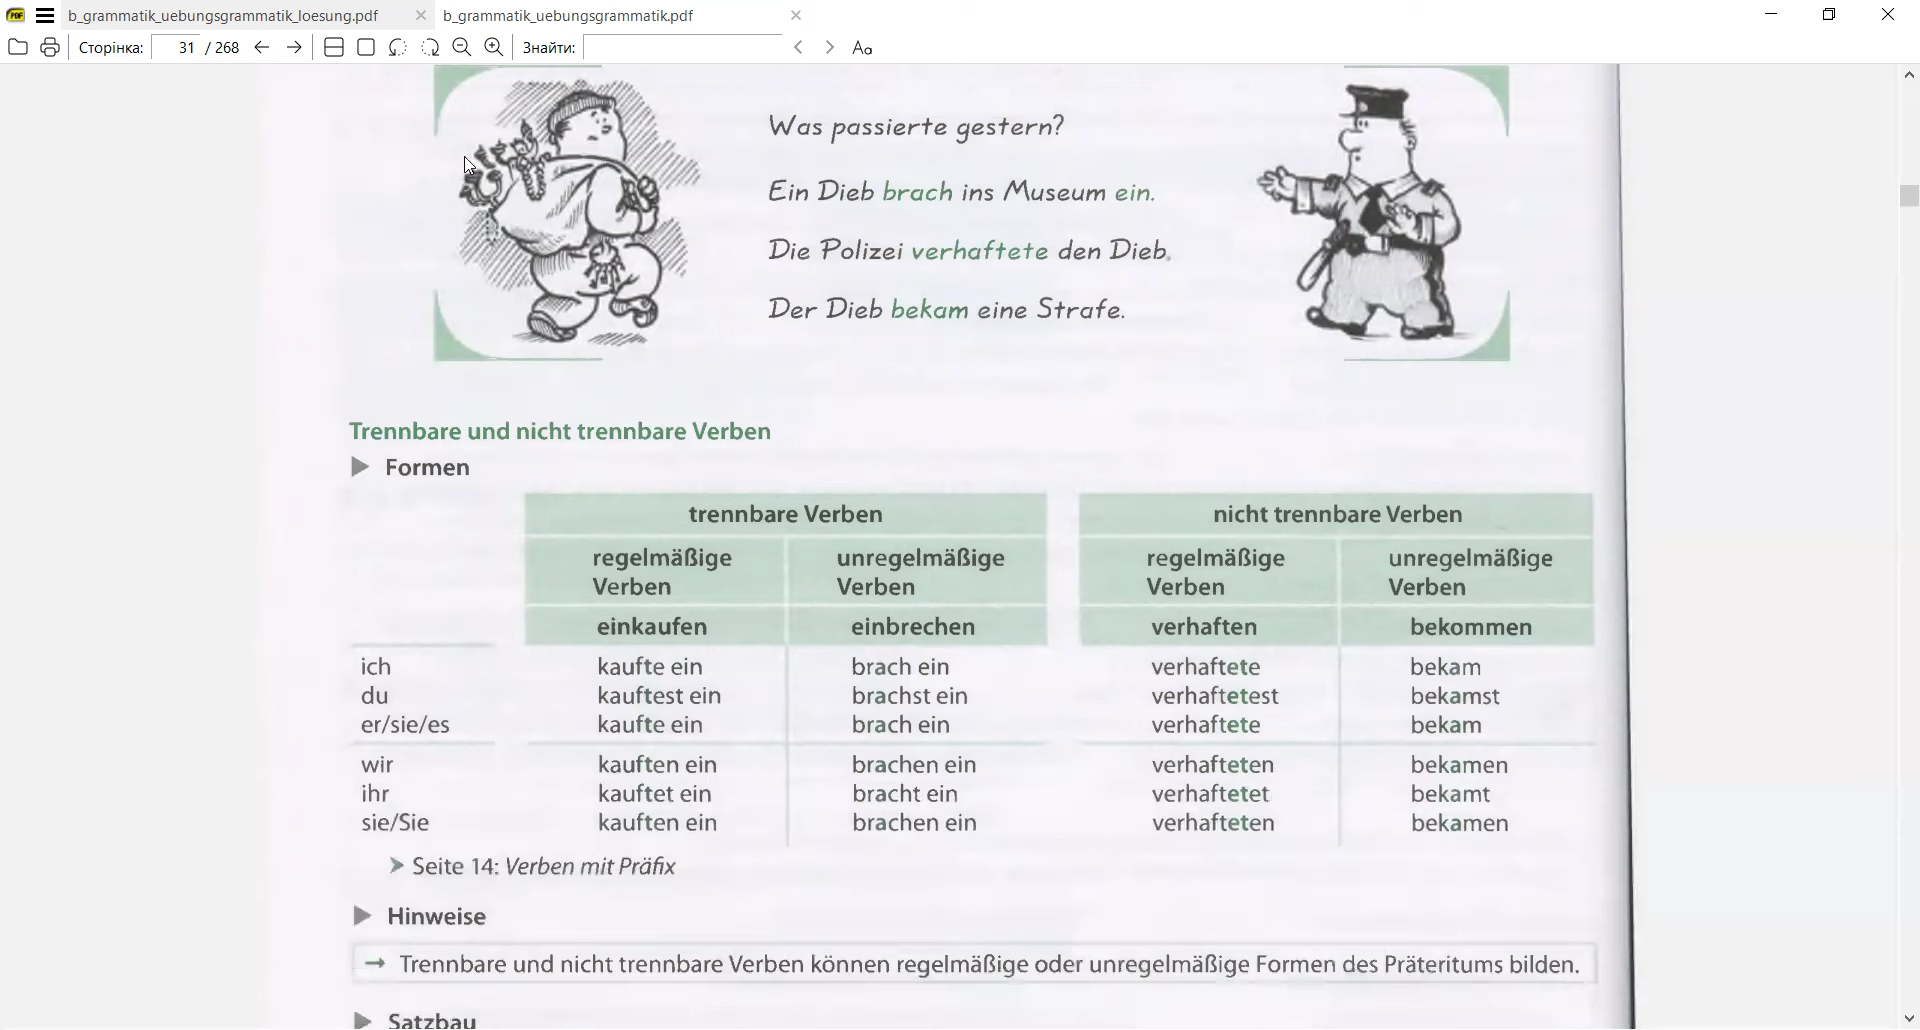 b_grammatik_uebungsgrammatik_loesung.pdf
b_grammatik_uebungsgrammatik.pdf
Сторінка: 31 / 268
Знайти:
Aa
Was passierte gestern?
Ein Dieb brach ins Museum ein.
Die Polizei verhaftete den Dieb.
Der Dieb bekam eine Strafe.
Trennbare und nicht trennbare Verben
Formen
trennbare Verben nicht trennbare Verben
regelmäßige unregelmäßige regelmäßige unregelmäßige
Verben Verben Verben Verben
einkaufen einbrechen verhaften bekommen
ich kaufte ein brach ein verhaftete bekam
du kauftest ein brachst ein verhaftetest bekamst
er/sie/es kaufte ein brach ein verhaftete bekam
wir kauften ein brachen ein verhafteten bekamen
ihr kauftet ein bracht ein verhaftetet bekamt
sie/Sie kauften ein brachen ein verhafteten bekamen
Seite 14: Verben mit Präfix
Hinweise
→ Trennbare und nicht trennbare Verben können regelmäßige oder unregelmäßige Formen des Präteritums bilden.
Satzbau